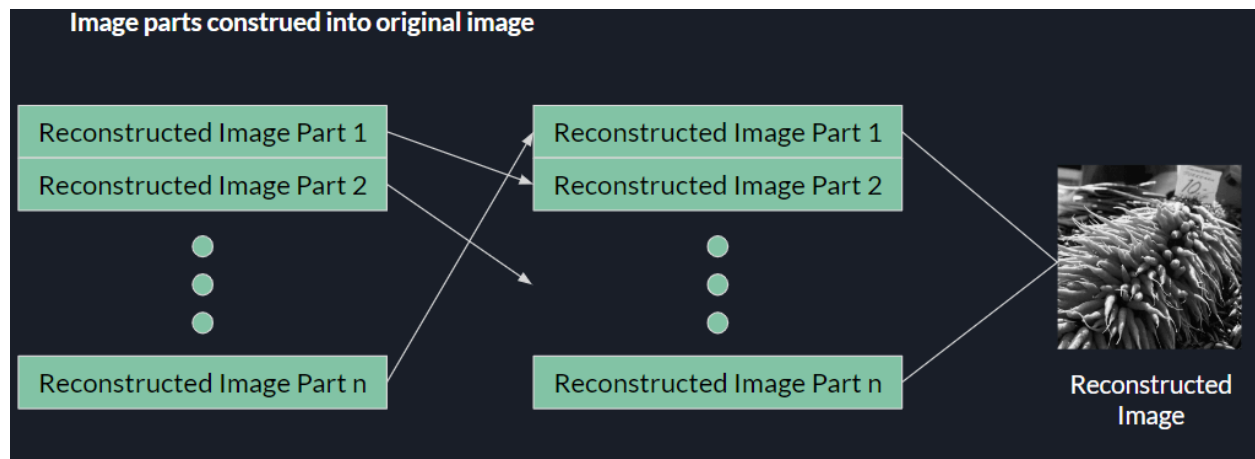 Image parts construed into original image
Reconstructed Image Part 1
Reconstructed Image Part 2
Reconstructed Image Part n
Reconstructed Image Part 1
Reconstructed Image Part 2
Reconstructed Image Part n
10
Reconstructed
Image